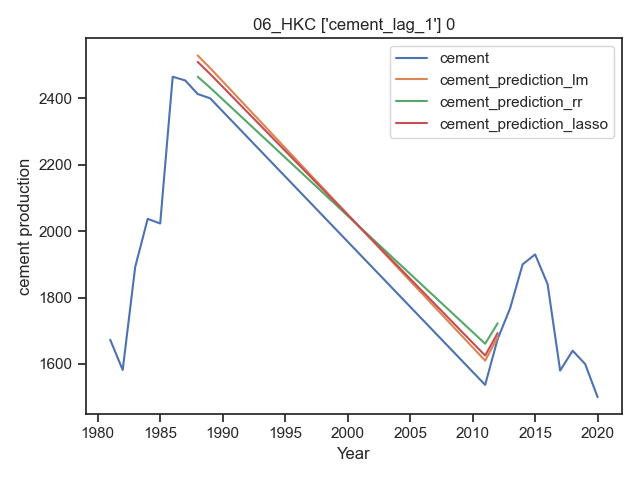 06_HKC ['cement_lag_1'] 0
cement
cement_prediction_lm
cement_prediction_rr
cement_prediction_lasso
cement production
2400
2200
2000
1800
1600
1980
1985
1990
1995
2000
2005
2010
2015
2020
Year